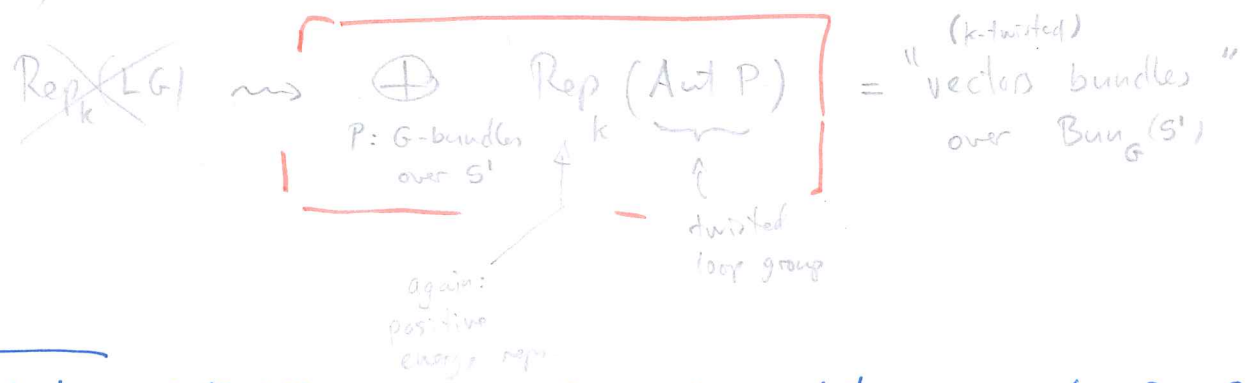 (k-twisted)
Rep_k(LG) ⇝ ⊕ Rep_k (Aut P) = "vectors bundles"
P: G-bundles over Bun_G(S¹)
over S¹
twisted
loop group
again:
positive
energy reps